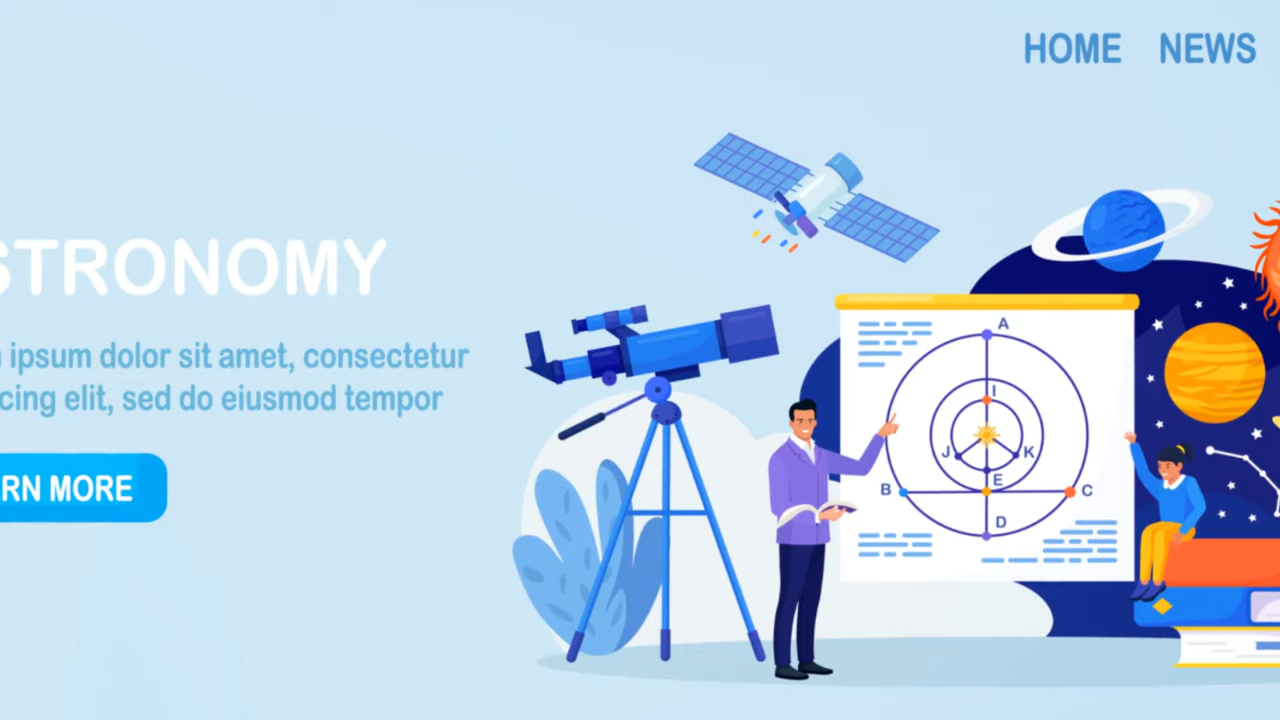 HOME NEWS
STRONOMY
ipsum dolor sit amet, consectetur
cing elit, sed do eiusmod tempor
RN MORE
A
I
J K
E
B C
D